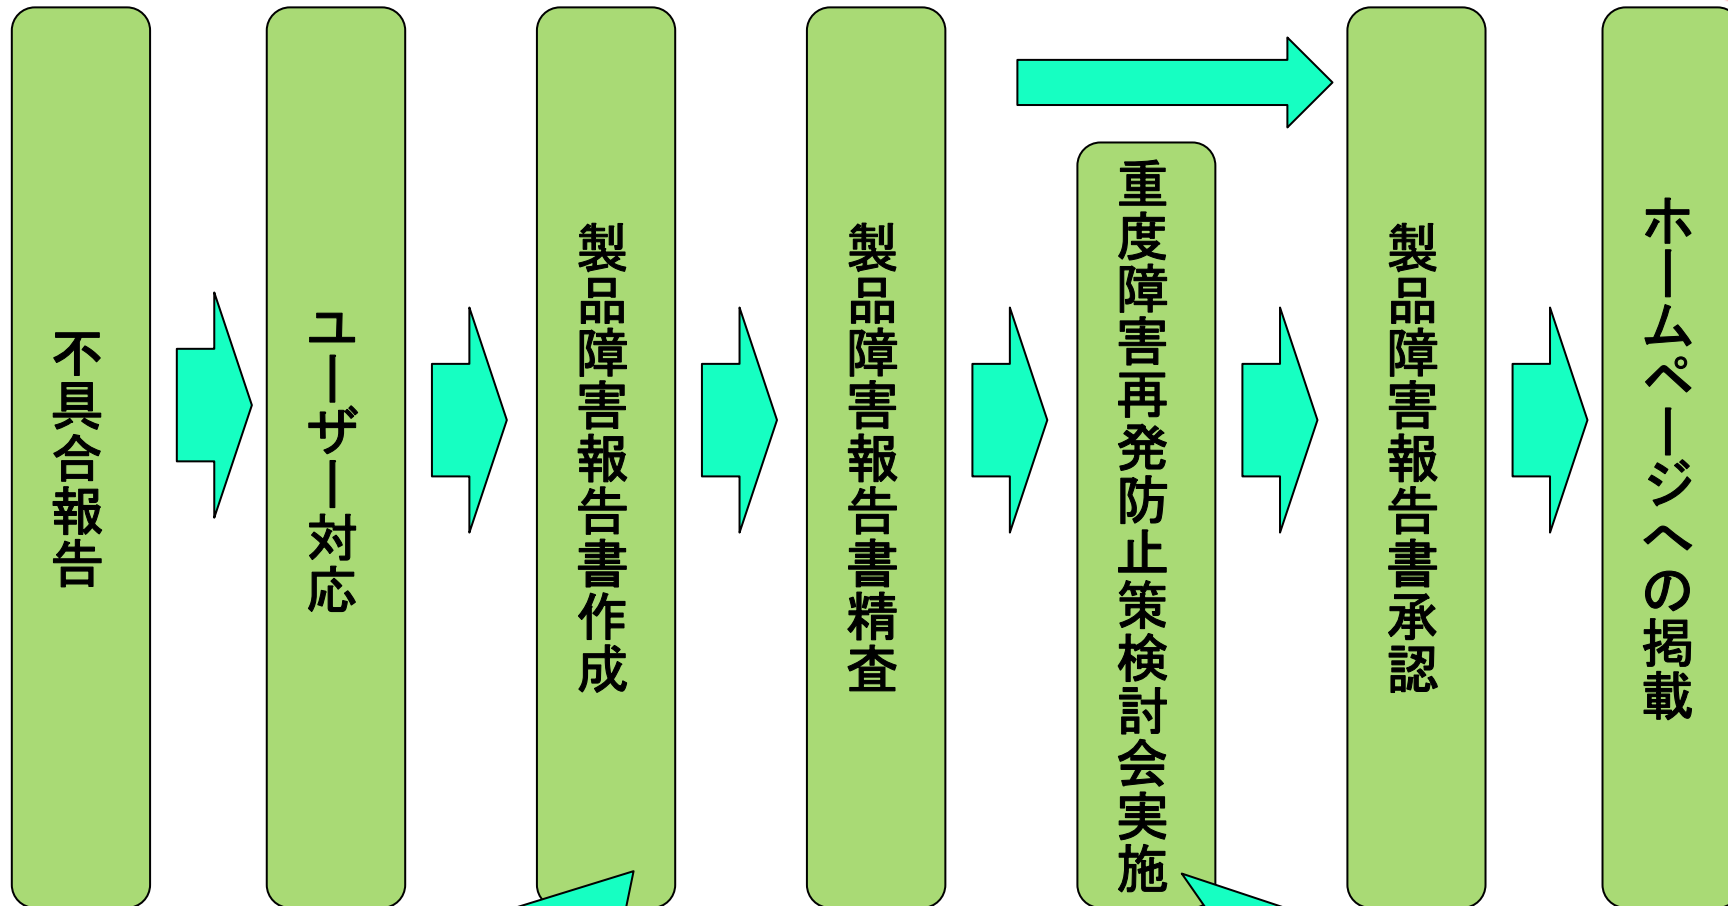 不具合報告
ユーザー対応
製品障害報告書作成
製品障害報告書精査
重度障害再発防止策検討会実施
製品障害報告書承認
ホームページへの掲載